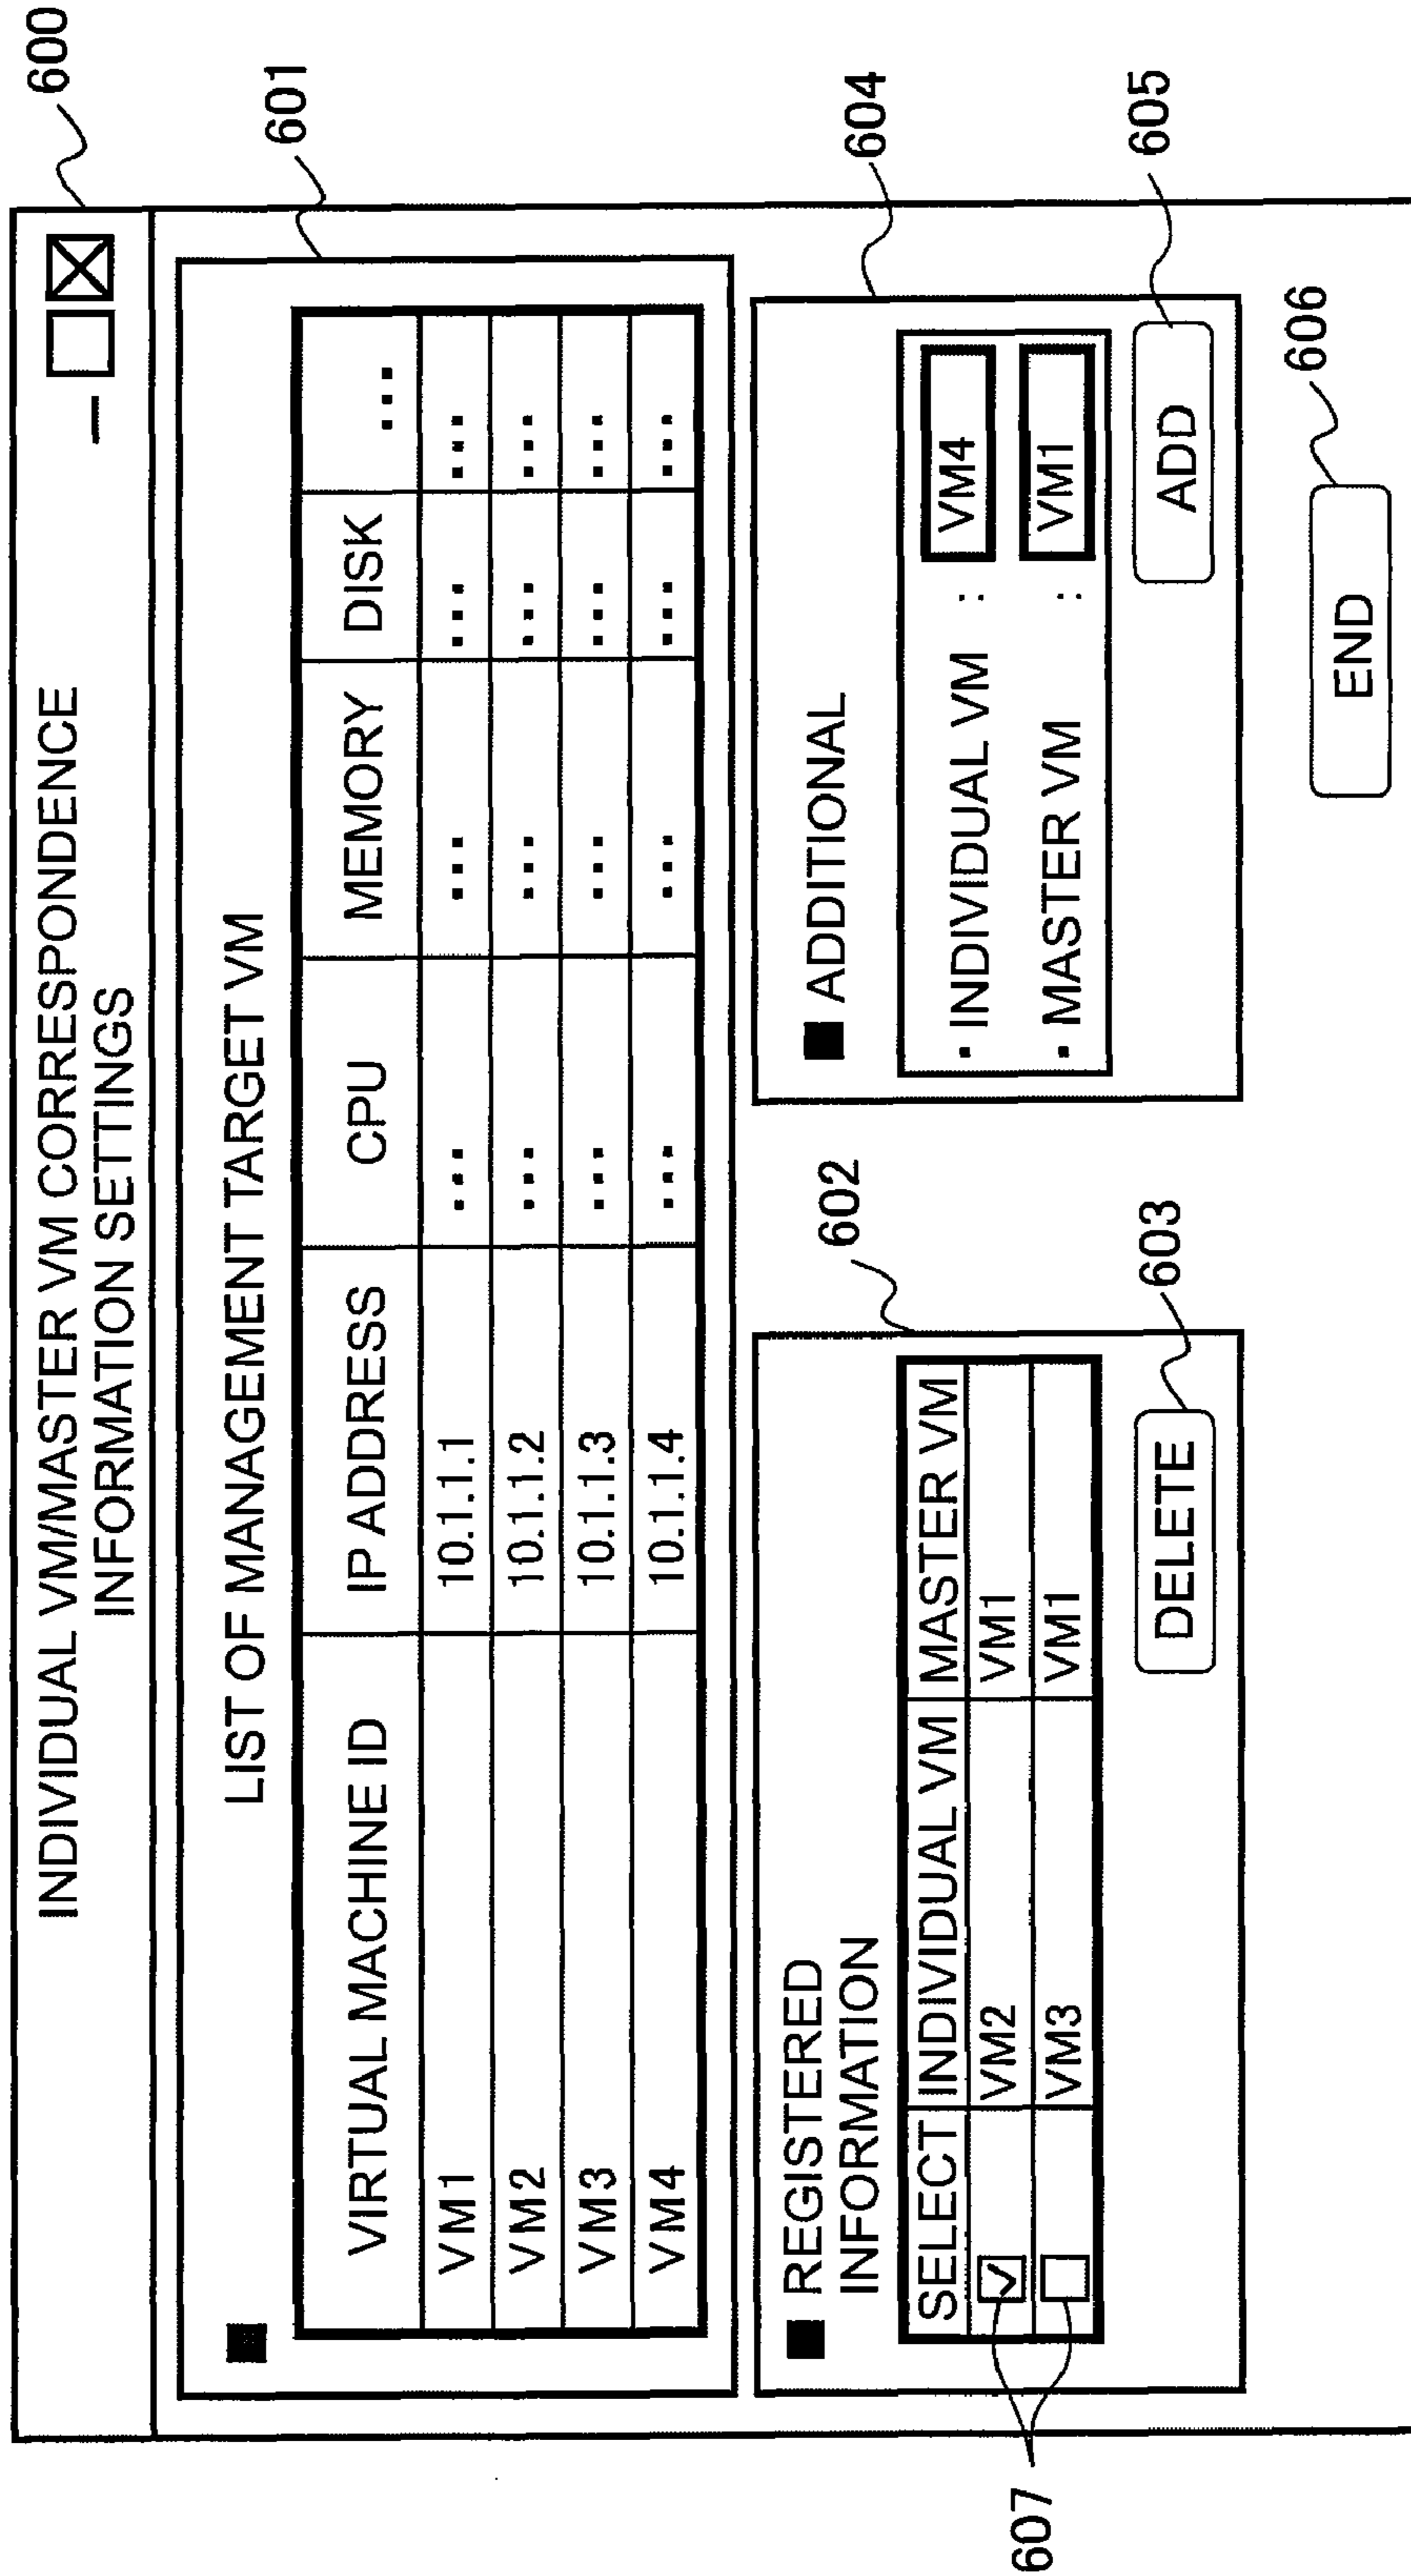 600
INDIVIDUAL VM/MASTER VM CORRESPONDENCE
INFORMATION SETTINGS
601
■ LIST OF MANAGEMENT TARGET VM
VIRTUAL MACHINE ID IP ADDRESS CPU MEMORY DISK ...
VM1 10.1.1.1 ... ... ... ...
VM2 10.1.1.2 ... ... ... ...
VM3 10.1.1.3 ... ... ... ...
VM4 10.1.1.4 ... ... ... ...
602
■ REGISTERED
INFORMATION
SELECT INDIVIDUAL VM MASTER VM
VM2 VM1
VM3 VM1
607
603
DELETE
604
■ ADDITIONAL
・INDIVIDUAL VM : VM4
・MASTER VM : VM1
605
ADD
606
END